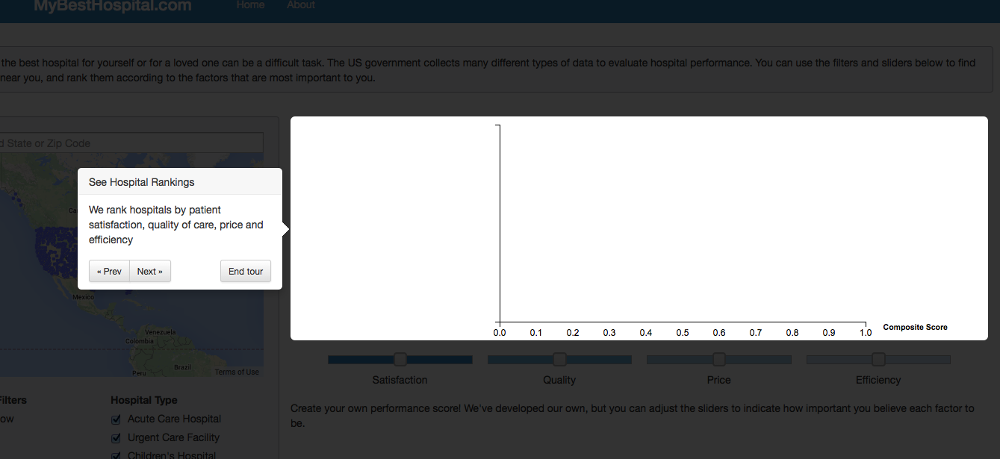 MyBestHospital.com
Home
About
the best hospital for yourself or for a loved one can be a difficult task. The US government collects many different types of data to evaluate hospital performance. You can use the filters and sliders below to find
near you, and rank them according to the factors that are most important to you.
State or Zip Code
See Hospital Rankings
We rank hospitals by patient
satisfaction, quality of care, price and
efficiency
« Prev
Next »
End tour
Mexico
Venezuela
Colombia
Brazil
Peru
Terms of Use
0.0 0.1 0.2 0.3 0.4 0.5 0.6 0.7 0.8 0.9 1.0
Composite Score
Satisfaction
Quality
Price
Efficiency
Create your own performance score! We've developed our own, but you can adjust the sliders to indicate how important you believe each factor to
be.
Filters
Hospital Type
Acute Care Hospital
Urgent Care Facility
Children's Hospital